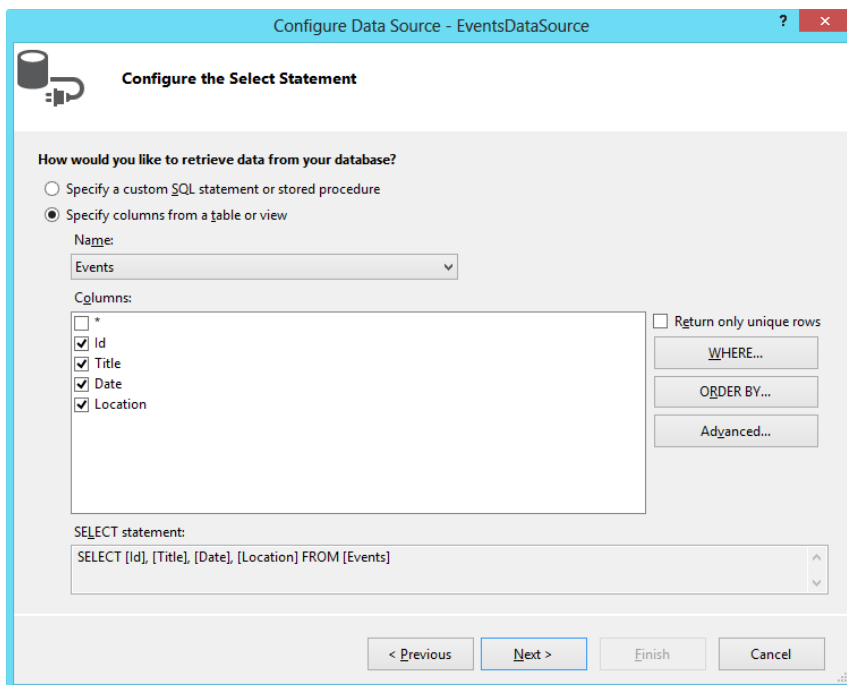 Configure Data Source - EventsDataSource
?
Configure the Select Statement
How would you like to retrieve data from your database?
Specify a custom SQL statement or stored procedure
Specify columns from a table or view
Name:
Events
Columns:
*
Return only unique rows
Id
Title
WHERE...
Date
ORDER BY...
Location
Advanced...
SELECT statement:
SELECT [Id], [Title], [Date], [Location] FROM [Events]
< Previous
Next >
Finish
Cancel